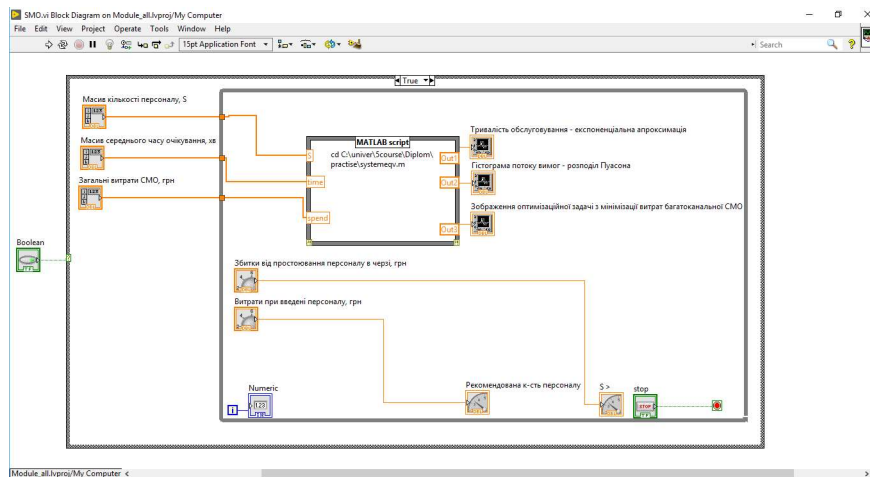 SMO.vi Block Diagram on Module_all.lvproj/My Computer
File Edit View Project Operate Tools Window Help
15pt Application Font
Search
True
Масив кількості персоналу, S
Масив середнього часу очікування, хв
Загальні витрати СМО, грн
MATLAB script
cd C:\univer\5course\Diplom\
practise\systemeqv.m
S
time
spend
Out1
Out2
Out3
Тривалість обслуговування - експоненціальна апроксимація
Гістограма потоку вимог - розподіл Пуасона
Зображення оптимізаційної задачі з мінімізації витрат багатоканальної СМО
Boolean
Збитки від простоювання персоналу в черзі, грн
Витрати при введені персоналу, грн
Numeric
123
i
Рекомендована к-сть персоналу
S >
stop
STOP
Module_all.lvproj/My Computer